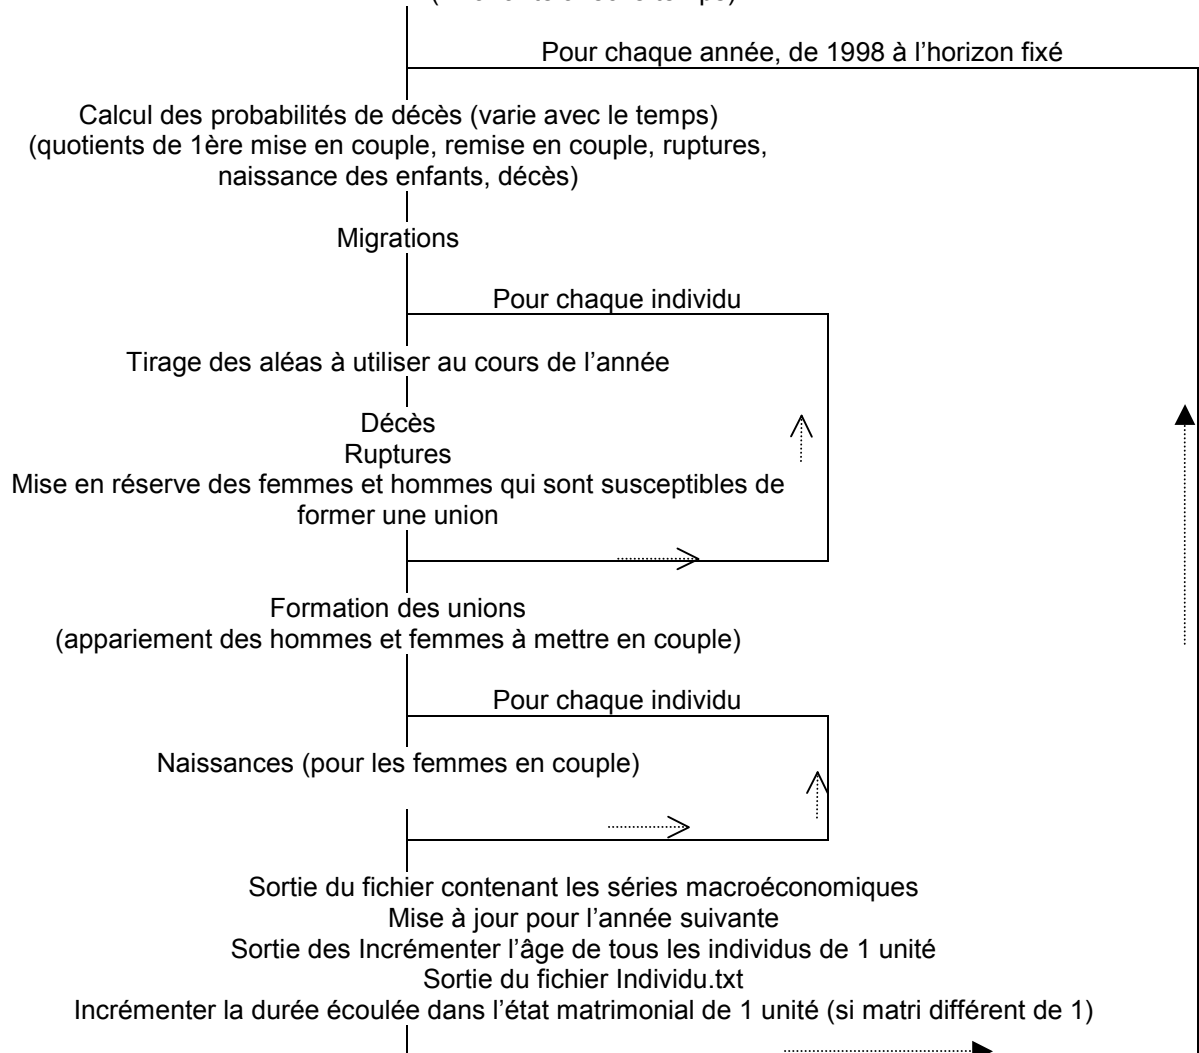 Pour chaque année, de 1998 à l’horizon fixé
Calcul des probabilités de décès (varie avec le temps)
(quotients de 1ère mise en couple, remise en couple, ruptures,
naissance des enfants, décès)
Migrations
Pour chaque individu
Tirage des aléas à utiliser au cours de l’année
Décès
Ruptures
Mise en réserve des femmes et hommes qui sont susceptibles de
former une union
Formation des unions
(appariement des hommes et femmes à mettre en couple)
Pour chaque individu
Naissances (pour les femmes en couple)
Sortie du fichier contenant les séries macroéconomiques
Mise à jour pour l’année suivante
Sortie des Incrémenter l’âge de tous les individus de 1 unité
Sortie du fichier Individu.txt
Incrémenter la durée écoulée dans l’état matrimonial de 1 unité (si matri différent de 1)